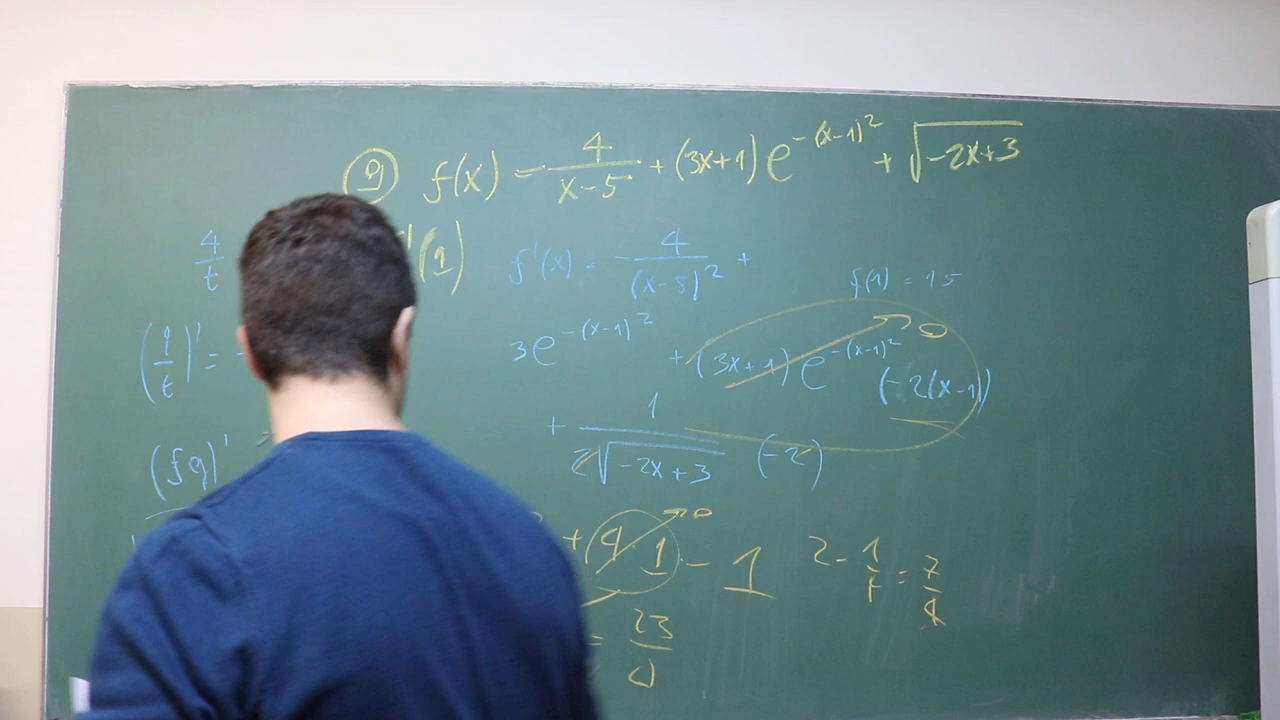 9 f(x) = 4/(x-5) + (3x+1) e^(-(x-1)^2) + √(-2x+3)
4/t
'(1)
f'(x) = -4/(x-5)^2 +
f(1) = 15
(1/t)' = -
3e^(-(x-1)^2) + (3x+1) e^(-(x-1)^2) (-2(x-1)) → 0
(fg)' =
+ 1/(2√(-2x+3)) (-2)
+ 4 · 1 → 0 - 1
2 - 1/4 = 7/4
= 23